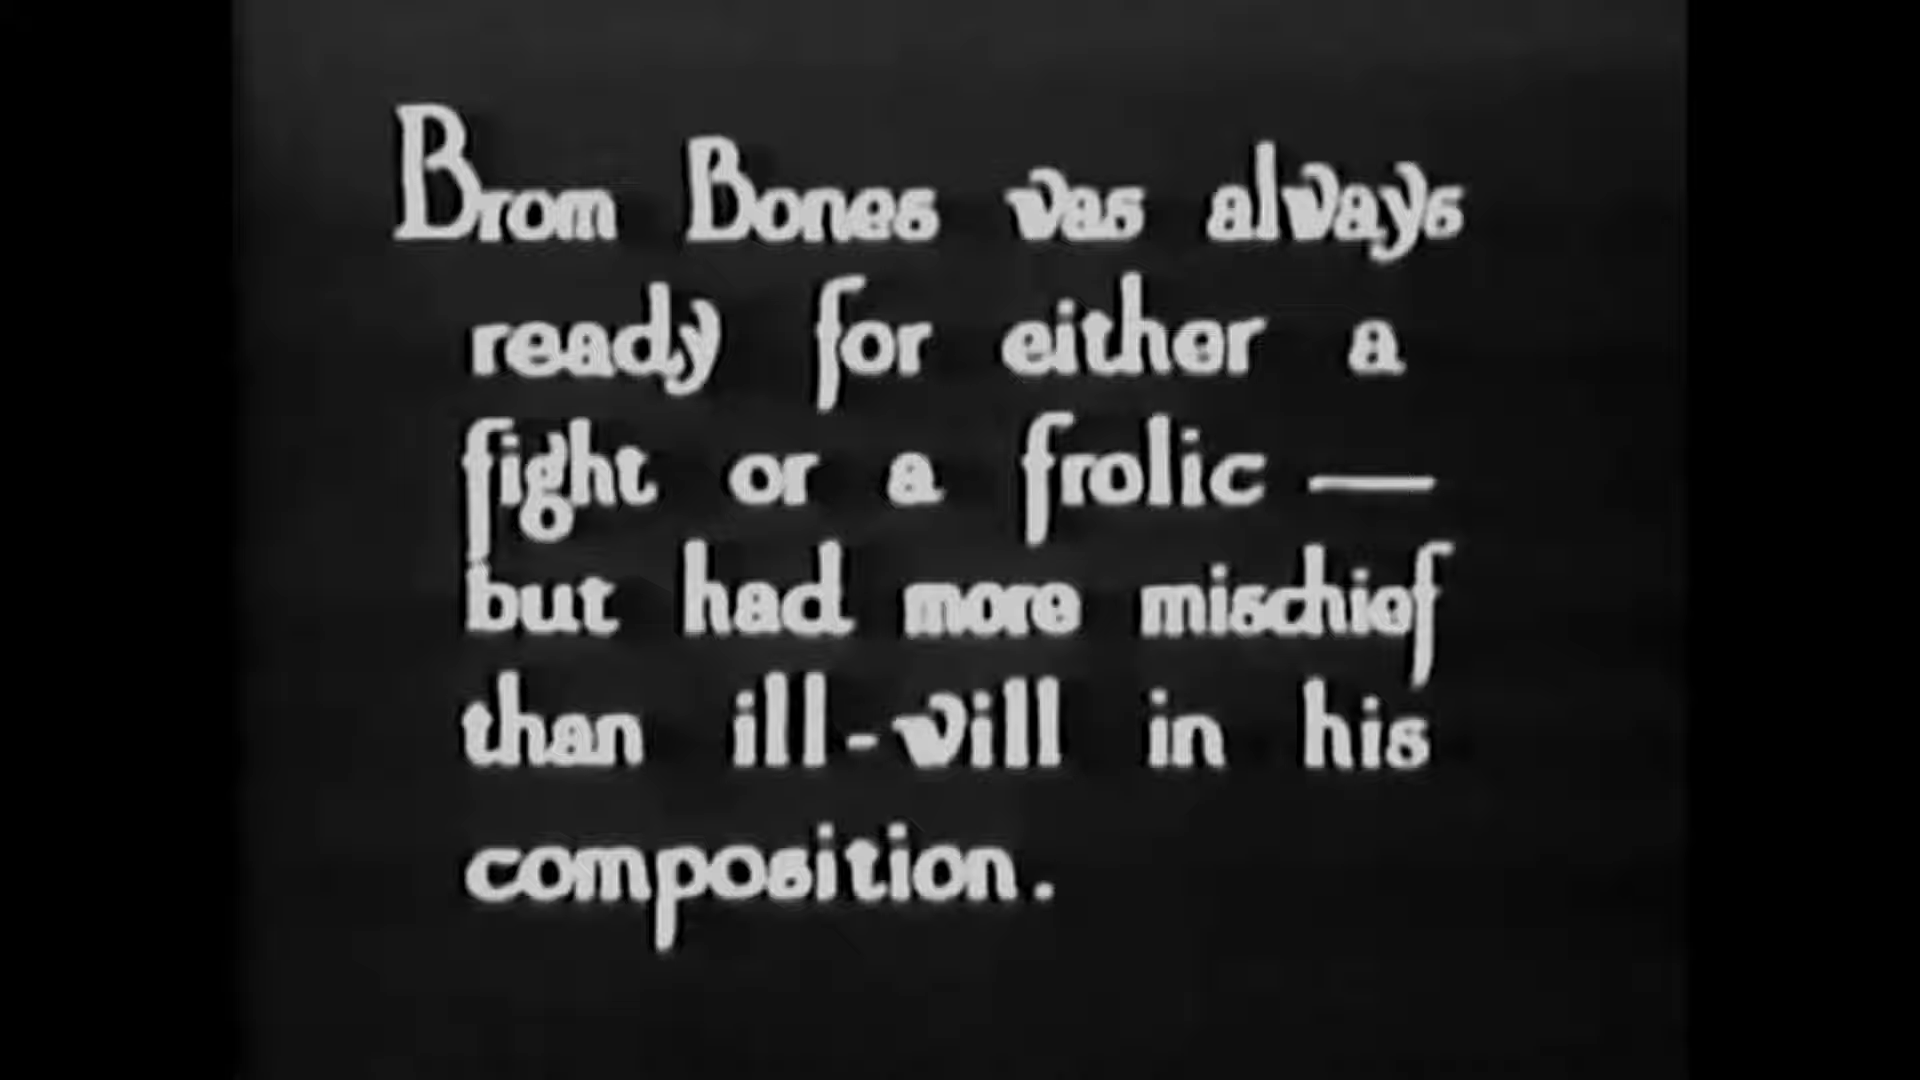 Brom Bones was always
ready for either a
fight or a frolic —
but had more mischief
than ill-will in his
composition.